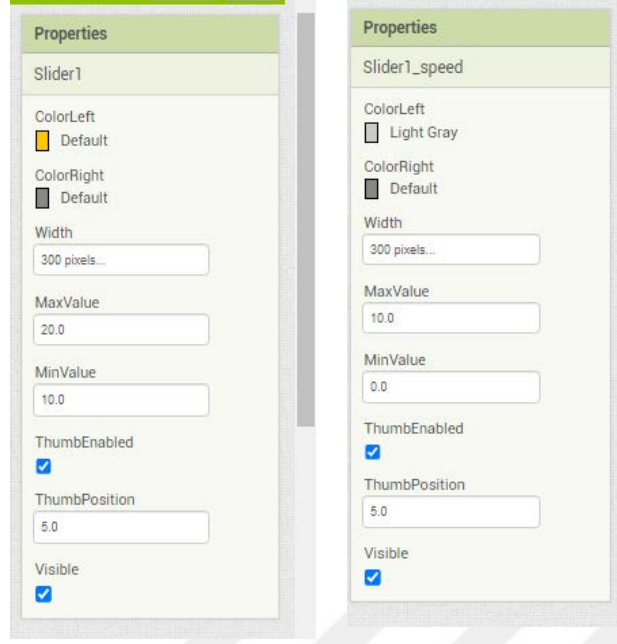 Properties
Slider1
ColorLeft
Default
ColorRight
Default
Width
300 pixels...
MaxValue
20.0
MinValue
10.0
ThumbEnabled
ThumbPosition
5.0
Visible
Properties
Slider1_speed
ColorLeft
Light Gray
ColorRight
Default
Width
300 pixels...
MaxValue
10.0
MinValue
0.0
ThumbEnabled
ThumbPosition
5.0
Visible